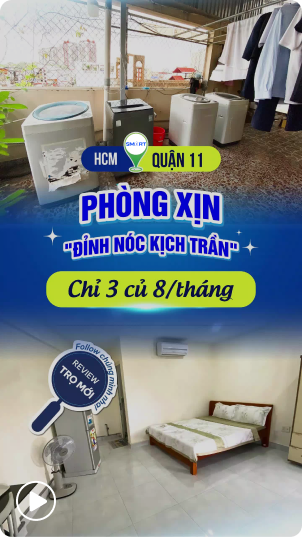 HCM
SMART
QUẬN 11
PHÒNG XỊN
"ĐỈNH NÓC KỊCH TRẦN"
Chỉ 3 củ 8/tháng
Follow chúng mình nha!
REVIEW
TRỌ MỚI